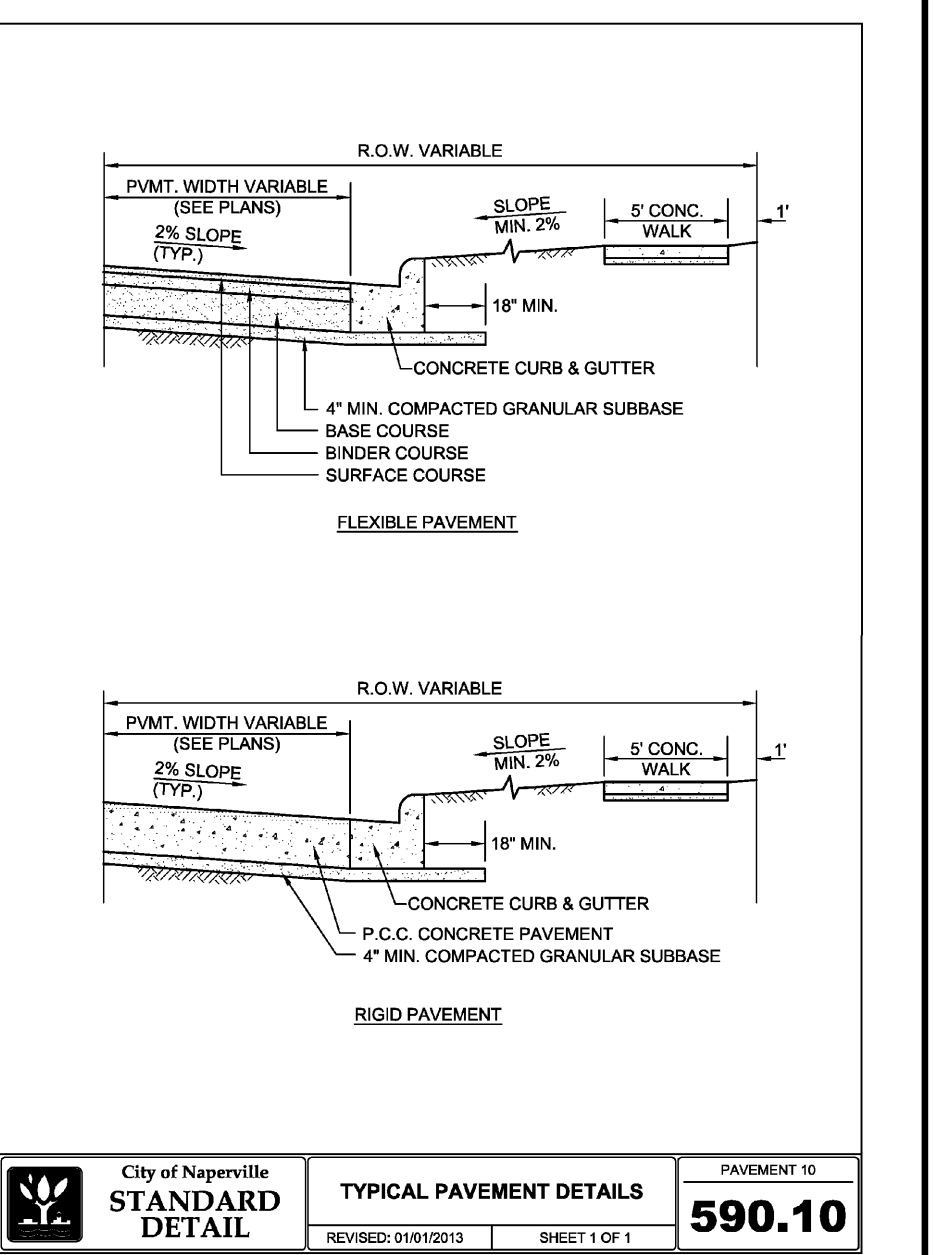 R.O.W. VARIABLE
PVMT. WIDTH VARIABLE
(SEE PLANS)
2% SLOPE
(TYP.)
SLOPE
MIN. 2%
5' CONC.
WALK
1'
18" MIN.
CONCRETE CURB & GUTTER
4" MIN. COMPACTED GRANULAR SUBBASE
BASE COURSE
BINDER COURSE
SURFACE COURSE
FLEXIBLE PAVEMENT
R.O.W. VARIABLE
PVMT. WIDTH VARIABLE
(SEE PLANS)
2% SLOPE
(TYP.)
SLOPE
MIN. 2%
5' CONC.
WALK
1'
18" MIN.
CONCRETE CURB & GUTTER
P.C.C. CONCRETE PAVEMENT
4" MIN. COMPACTED GRANULAR SUBBASE
RIGID PAVEMENT
City of Naperville
STANDARD
DETAIL
TYPICAL PAVEMENT DETAILS
REVISED: 01/01/2013
SHEET 1 OF 1
PAVEMENT 10
590.10